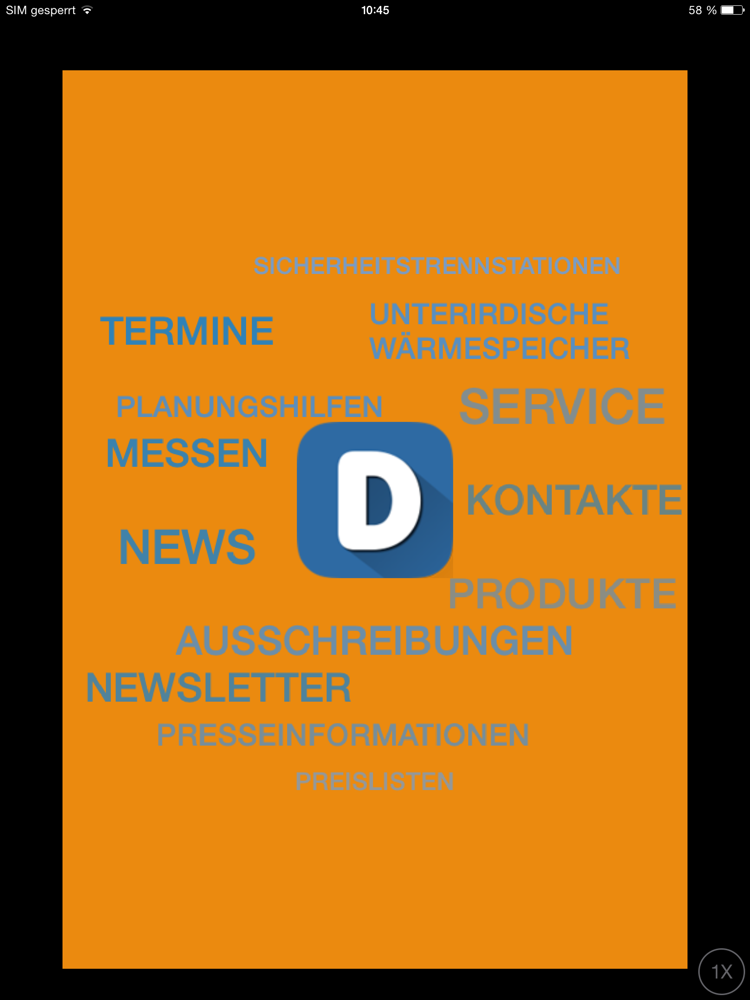 SIM gesperrt
10:45
58 %
SICHERHEITSTRENNSTATIONEN
TERMINE
UNTERIRDISCHE
WÄRMESPEICHER
PLANUNGSHILFEN
SERVICE
MESSEN
D
KONTAKTE
NEWS
PRODUKTE
AUSSCHREIBUNGEN
NEWSLETTER
PRESSEINFORMATIONEN
PREISLISTEN
1X